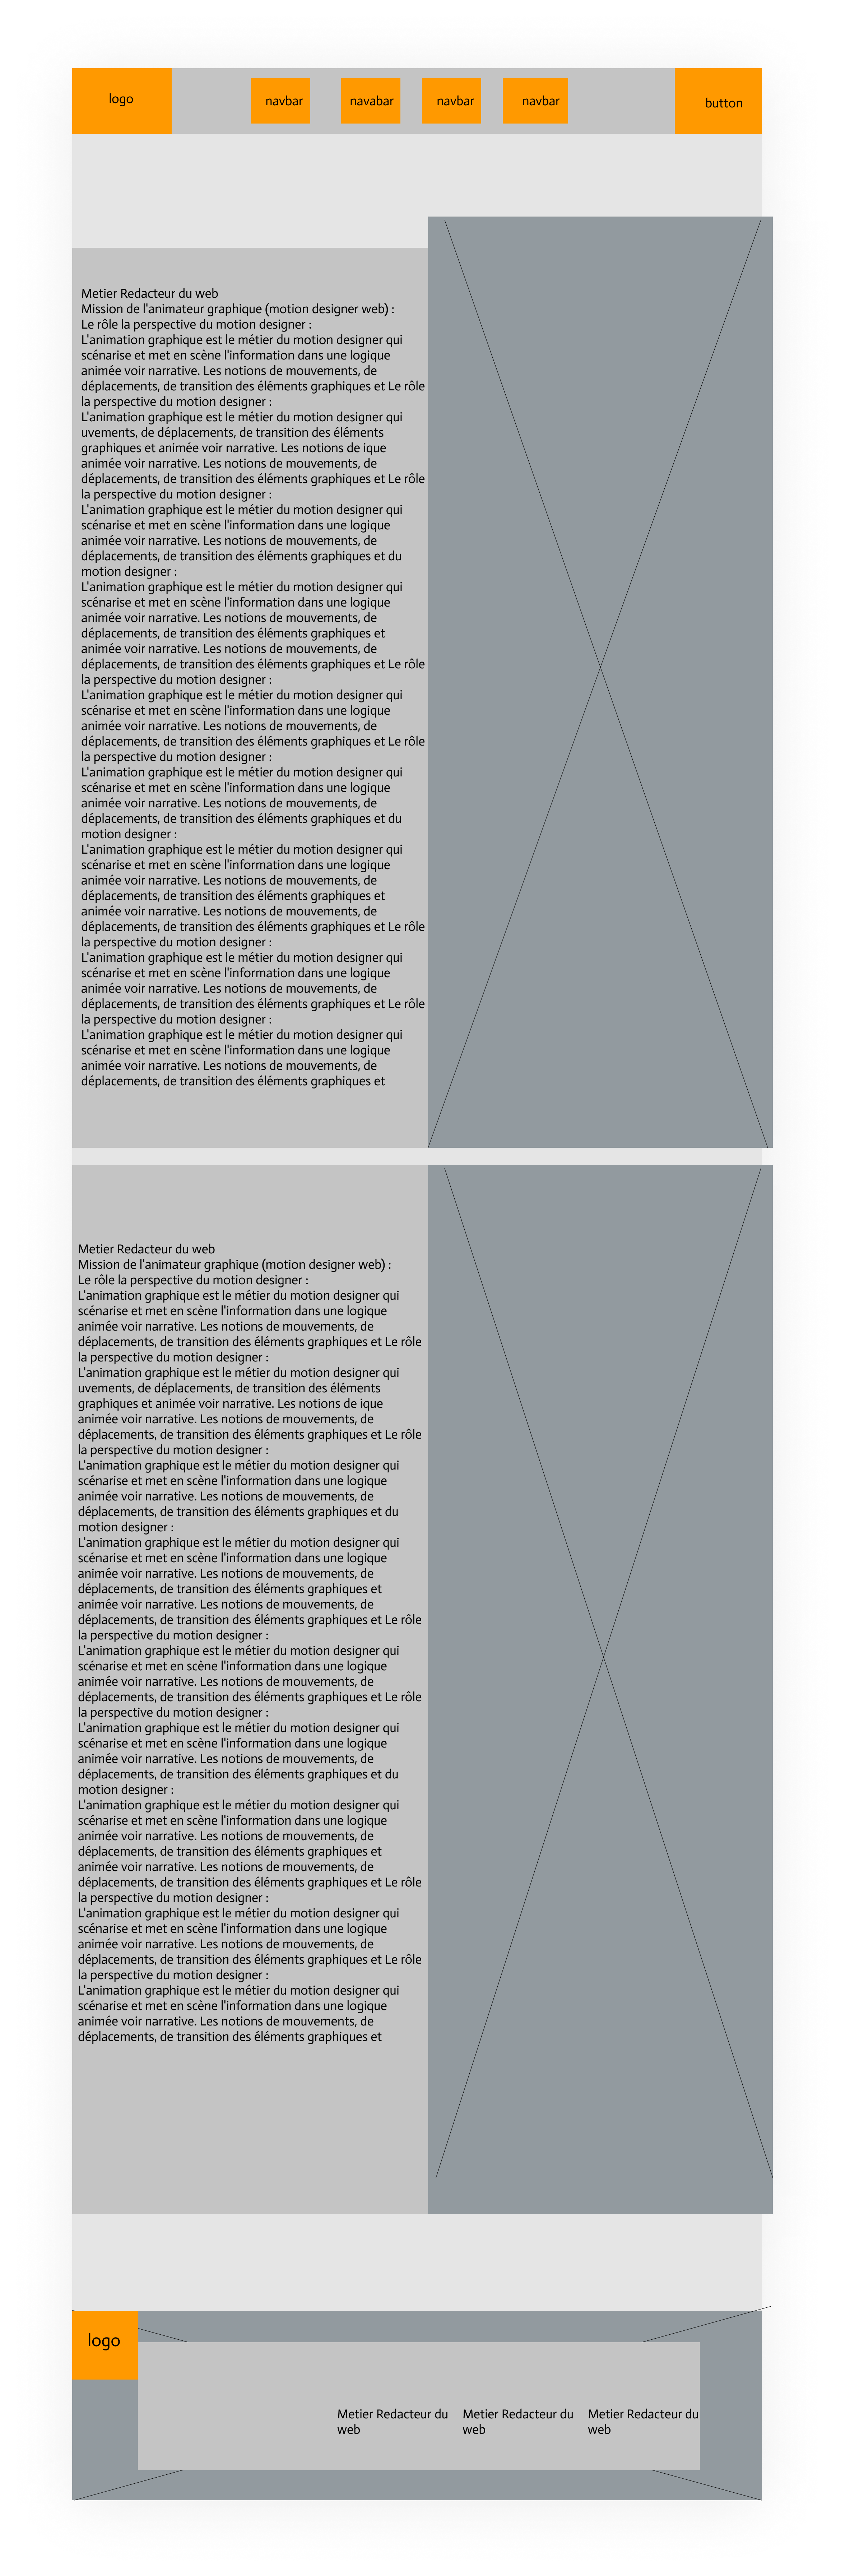 logo
navbar
navabar
navbar
navbar
button
Metier Redacteur du web
Mission de l'animateur graphique (motion designer web) :
Le rôle la perspective du motion designer :
L'animation graphique est le métier du motion designer qui
scénarise et met en scène l'information dans une logique
animée voir narrative. Les notions de mouvements, de
déplacements, de transition des éléments graphiques et Le rôle
la perspective du motion designer :
L'animation graphique est le métier du motion designer qui
uvements, de déplacements, de transition des éléments
graphiques et animée voir narrative. Les notions de ique
animée voir narrative. Les notions de mouvements, de
déplacements, de transition des éléments graphiques et Le rôle
la perspective du motion designer :
L'animation graphique est le métier du motion designer qui
scénarise et met en scène l'information dans une logique
animée voir narrative. Les notions de mouvements, de
déplacements, de transition des éléments graphiques et du
motion designer :
L'animation graphique est le métier du motion designer qui
scénarise et met en scène l'information dans une logique
animée voir narrative. Les notions de mouvements, de
déplacements, de transition des éléments graphiques et
animée voir narrative. Les notions de mouvements, de
déplacements, de transition des éléments graphiques et Le rôle
la perspective du motion designer :
L'animation graphique est le métier du motion designer qui
scénarise et met en scène l'information dans une logique
animée voir narrative. Les notions de mouvements, de
déplacements, de transition des éléments graphiques et Le rôle
la perspective du motion designer :
L'animation graphique est le métier du motion designer qui
scénarise et met en scène l'information dans une logique
animée voir narrative. Les notions de mouvements, de
déplacements, de transition des éléments graphiques et du
motion designer :
L'animation graphique est le métier du motion designer qui
scénarise et met en scène l'information dans une logique
animée voir narrative. Les notions de mouvements, de
déplacements, de transition des éléments graphiques et
animée voir narrative. Les notions de mouvements, de
déplacements, de transition des éléments graphiques et Le rôle
la perspective du motion designer :
L'animation graphique est le métier du motion designer qui
scénarise et met en scène l'information dans une logique
animée voir narrative. Les notions de mouvements, de
déplacements, de transition des éléments graphiques et Le rôle
la perspective du motion designer :
L'animation graphique est le métier du motion designer qui
scénarise et met en scène l'information dans une logique
animée voir narrative. Les notions de mouvements, de
déplacements, de transition des éléments graphiques et
Metier Redacteur du web
Mission de l'animateur graphique (motion designer web) :
Le rôle la perspective du motion designer :
L'animation graphique est le métier du motion designer qui
scénarise et met en scène l'information dans une logique
animée voir narrative. Les notions de mouvements, de
déplacements, de transition des éléments graphiques et Le rôle
la perspective du motion designer :
L'animation graphique est le métier du motion designer qui
uvements, de déplacements, de transition des éléments
graphiques et animée voir narrative. Les notions de ique
animée voir narrative. Les notions de mouvements, de
déplacements, de transition des éléments graphiques et Le rôle
la perspective du motion designer :
L'animation graphique est le métier du motion designer qui
scénarise et met en scène l'information dans une logique
animée voir narrative. Les notions de mouvements, de
déplacements, de transition des éléments graphiques et du
motion designer :
L'animation graphique est le métier du motion designer qui
scénarise et met en scène l'information dans une logique
animée voir narrative. Les notions de mouvements, de
déplacements, de transition des éléments graphiques et
animée voir narrative. Les notions de mouvements, de
déplacements, de transition des éléments graphiques et Le rôle
la perspective du motion designer :
L'animation graphique est le métier du motion designer qui
scénarise et met en scène l'information dans une logique
animée voir narrative. Les notions de mouvements, de
déplacements, de transition des éléments graphiques et Le rôle
la perspective du motion designer :
L'animation graphique est le métier du motion designer qui
scénarise et met en scène l'information dans une logique
animée voir narrative. Les notions de mouvements, de
déplacements, de transition des éléments graphiques et du
motion designer :
L'animation graphique est le métier du motion designer qui
scénarise et met en scène l'information dans une logique
animée voir narrative. Les notions de mouvements, de
déplacements, de transition des éléments graphiques et
animée voir narrative. Les notions de mouvements, de
déplacements, de transition des éléments graphiques et Le rôle
la perspective du motion designer :
L'animation graphique est le métier du motion designer qui
scénarise et met en scène l'information dans une logique
animée voir narrative. Les notions de mouvements, de
déplacements, de transition des éléments graphiques et Le rôle
la perspective du motion designer :
L'animation graphique est le métier du motion designer qui
scénarise et met en scène l'information dans une logique
animée voir narrative. Les notions de mouvements, de
déplacements, de transition des éléments graphiques et
logo
Metier Redacteur du
web
Metier Redacteur du
web
Metier Redacteur du
web